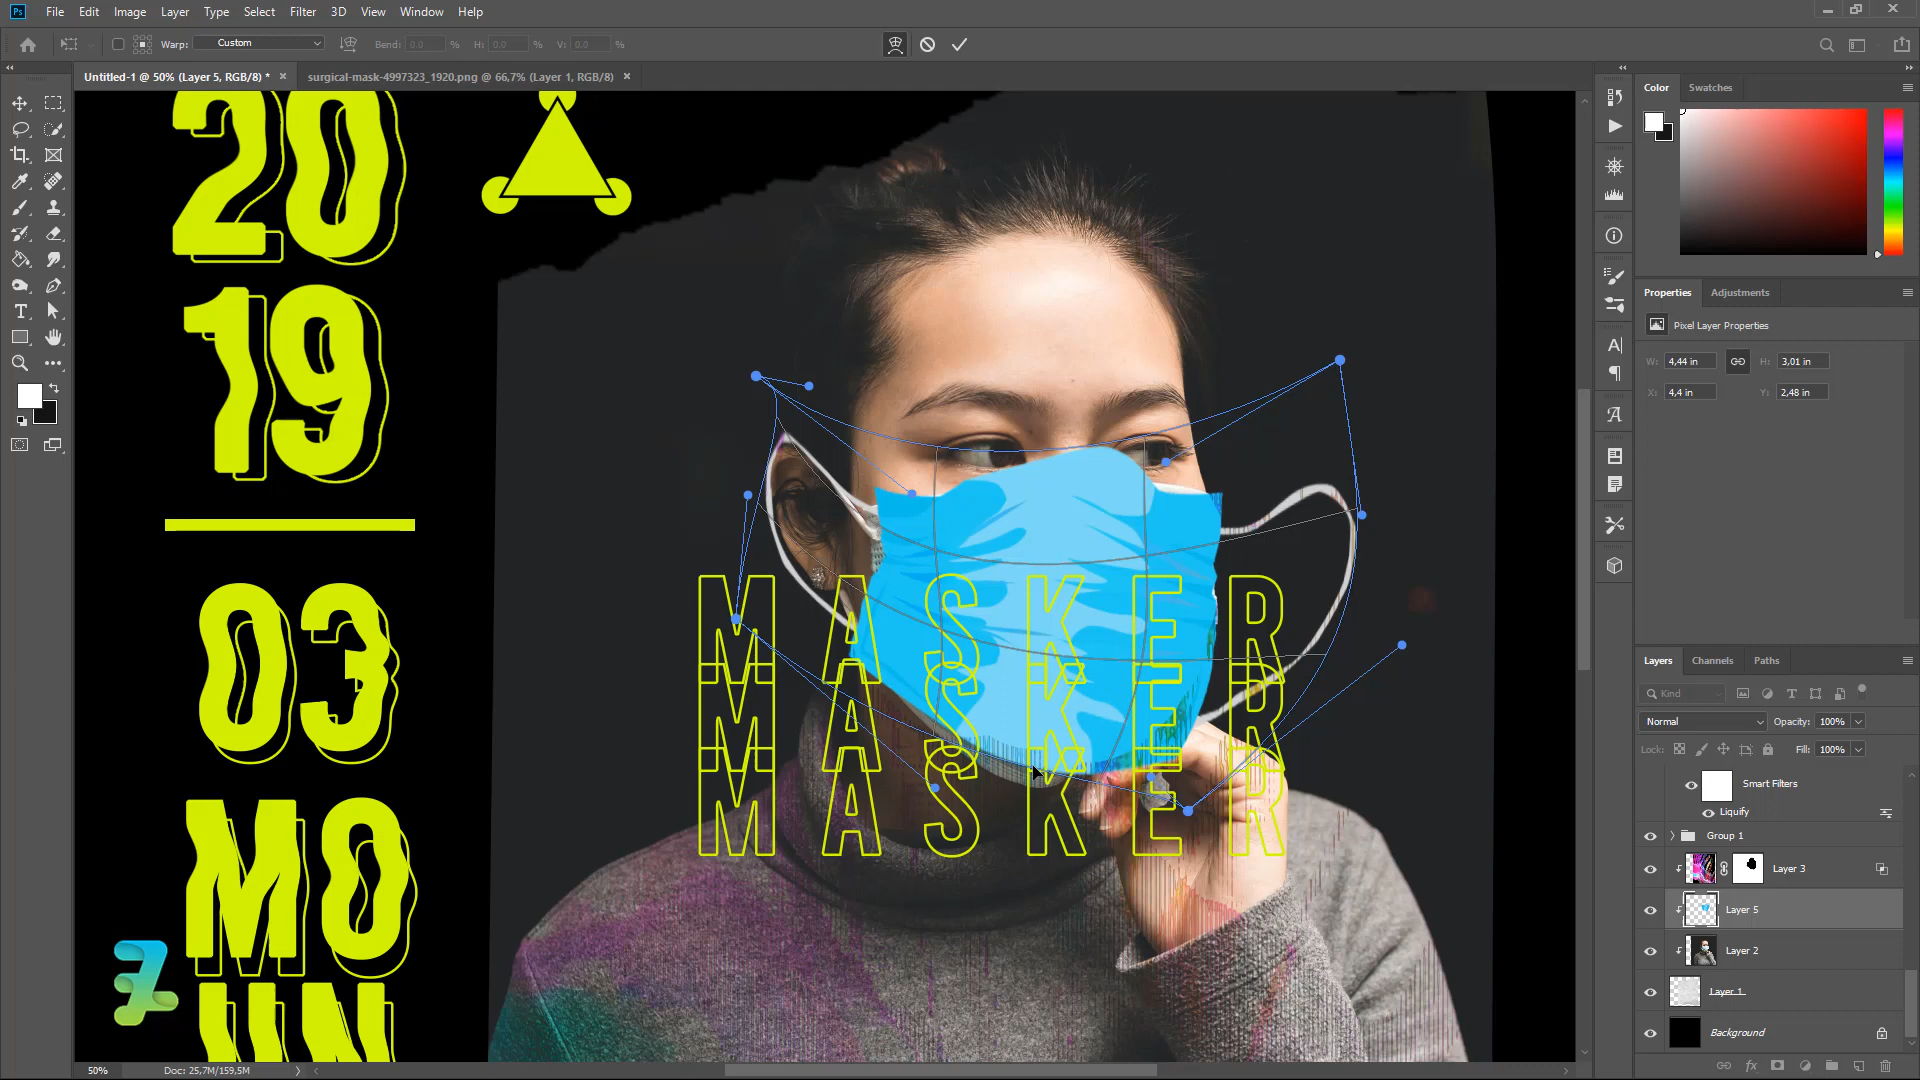 Ps File Edit Image Layer Type Select Filter 3D View Window Help
Warp: Custom Bend: 0.0 % H: 0.0 % V: 0.0 %
Untitled-1 @ 50% (Layer 5, RGB/8) * × surgical-mask-4997323_1920.png @ 66,7% (Layer 1, RGB/8) ×
20
19
03
MO
UN
MASKER
MASKER
MASKER
Color Swatches
Properties Adjustments
Pixel Layer Properties
W: 4,44 in H: 3,01 in
X: 4,4 in Y: 2,48 in
Layers Channels Paths
Kind
Normal Opacity: 100%
Lock: Fill: 100%
Smart Filters
Liquify
Group 1
Layer 3
Layer 5
Layer 2
Layer 1
Background
50% Doc: 25,7M/159,5M